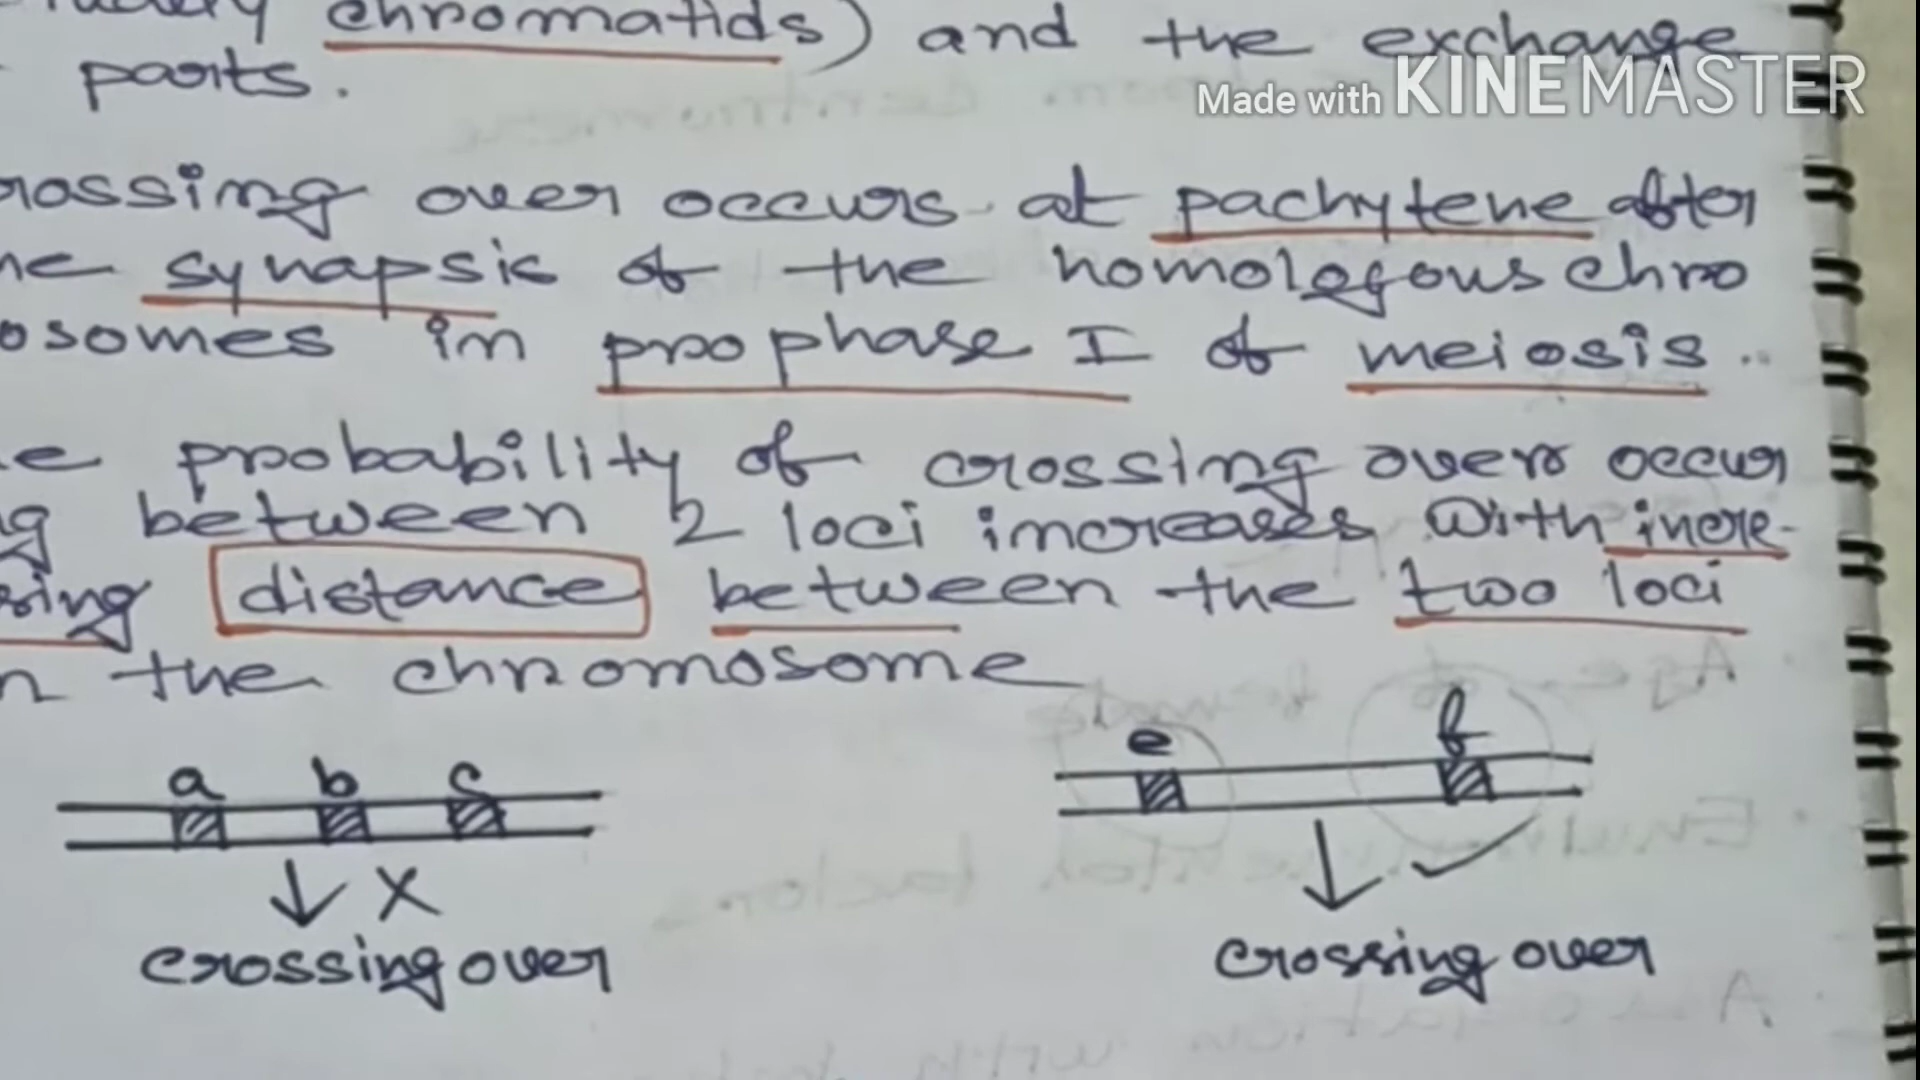 chromatids) and the exchange
parts.
Made with KINEMASTER
rossing over occurs at pachytene after
he synapsis of the homologous chro
osomes in prophase I of meiosis.
e probability of crossing over occur
ng between 2 loci increases with incre-
asing distance between the two loci
n the chromosome
a b c
e f
X
crossing over
crossing over